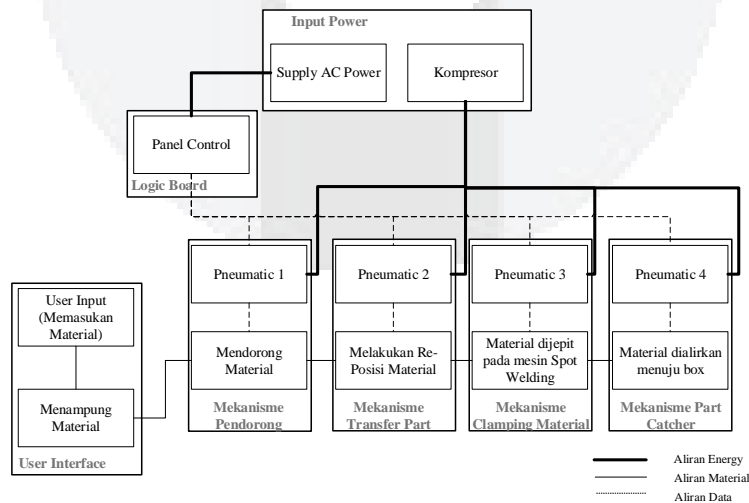 Input Power
Supply AC Power
Kompresor
Panel Control
Logic Board
Pneumatic 1
Pneumatic 2
Pneumatic 3
Pneumatic 4
User Input
(Memasukan
Material)
Menampung
Material
User Interface
Mendorong
Material
Mekanisme
Pendorong
Melakukan Re-
Posisi Material
Mekanisme
Transfer Part
Material dijepit
pada mesin Spot
Welding
Mekanisme
Clamping Material
Material dialirkan
menuju box
Mekanisme Part
Catcher
Aliran Energy
Aliran Material
Aliran Data